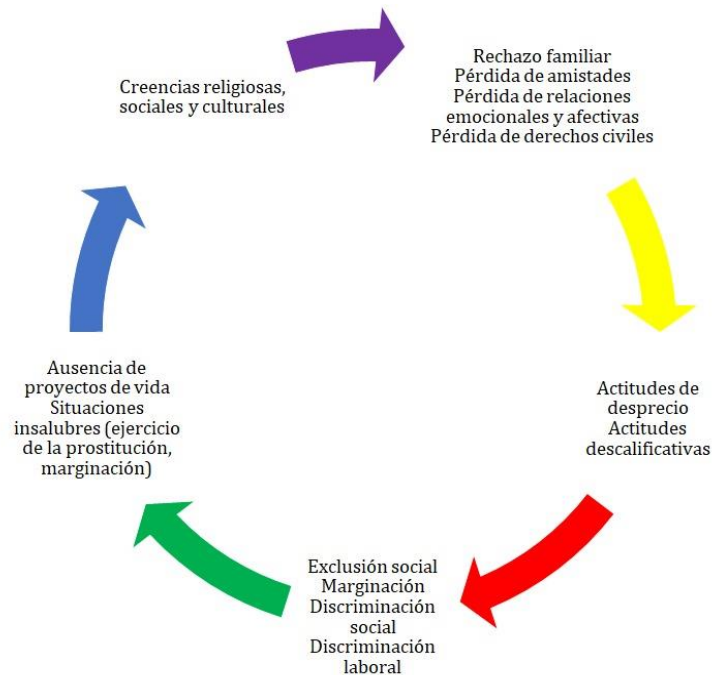 Creencias religiosas,
sociales y culturales
Rechazo familiar
Pérdida de amistades
Pérdida de relaciones
emocionales y afectivas
Pérdida de derechos civiles
Actitudes de
desprecio
Actitudes
descalificativas
Exclusión social
Marginación
Discriminación
social
Discriminación
laboral
Ausencia de
proyectos de vida
Situaciones
insalubres (ejercicio
de la prostitución,
marginación)